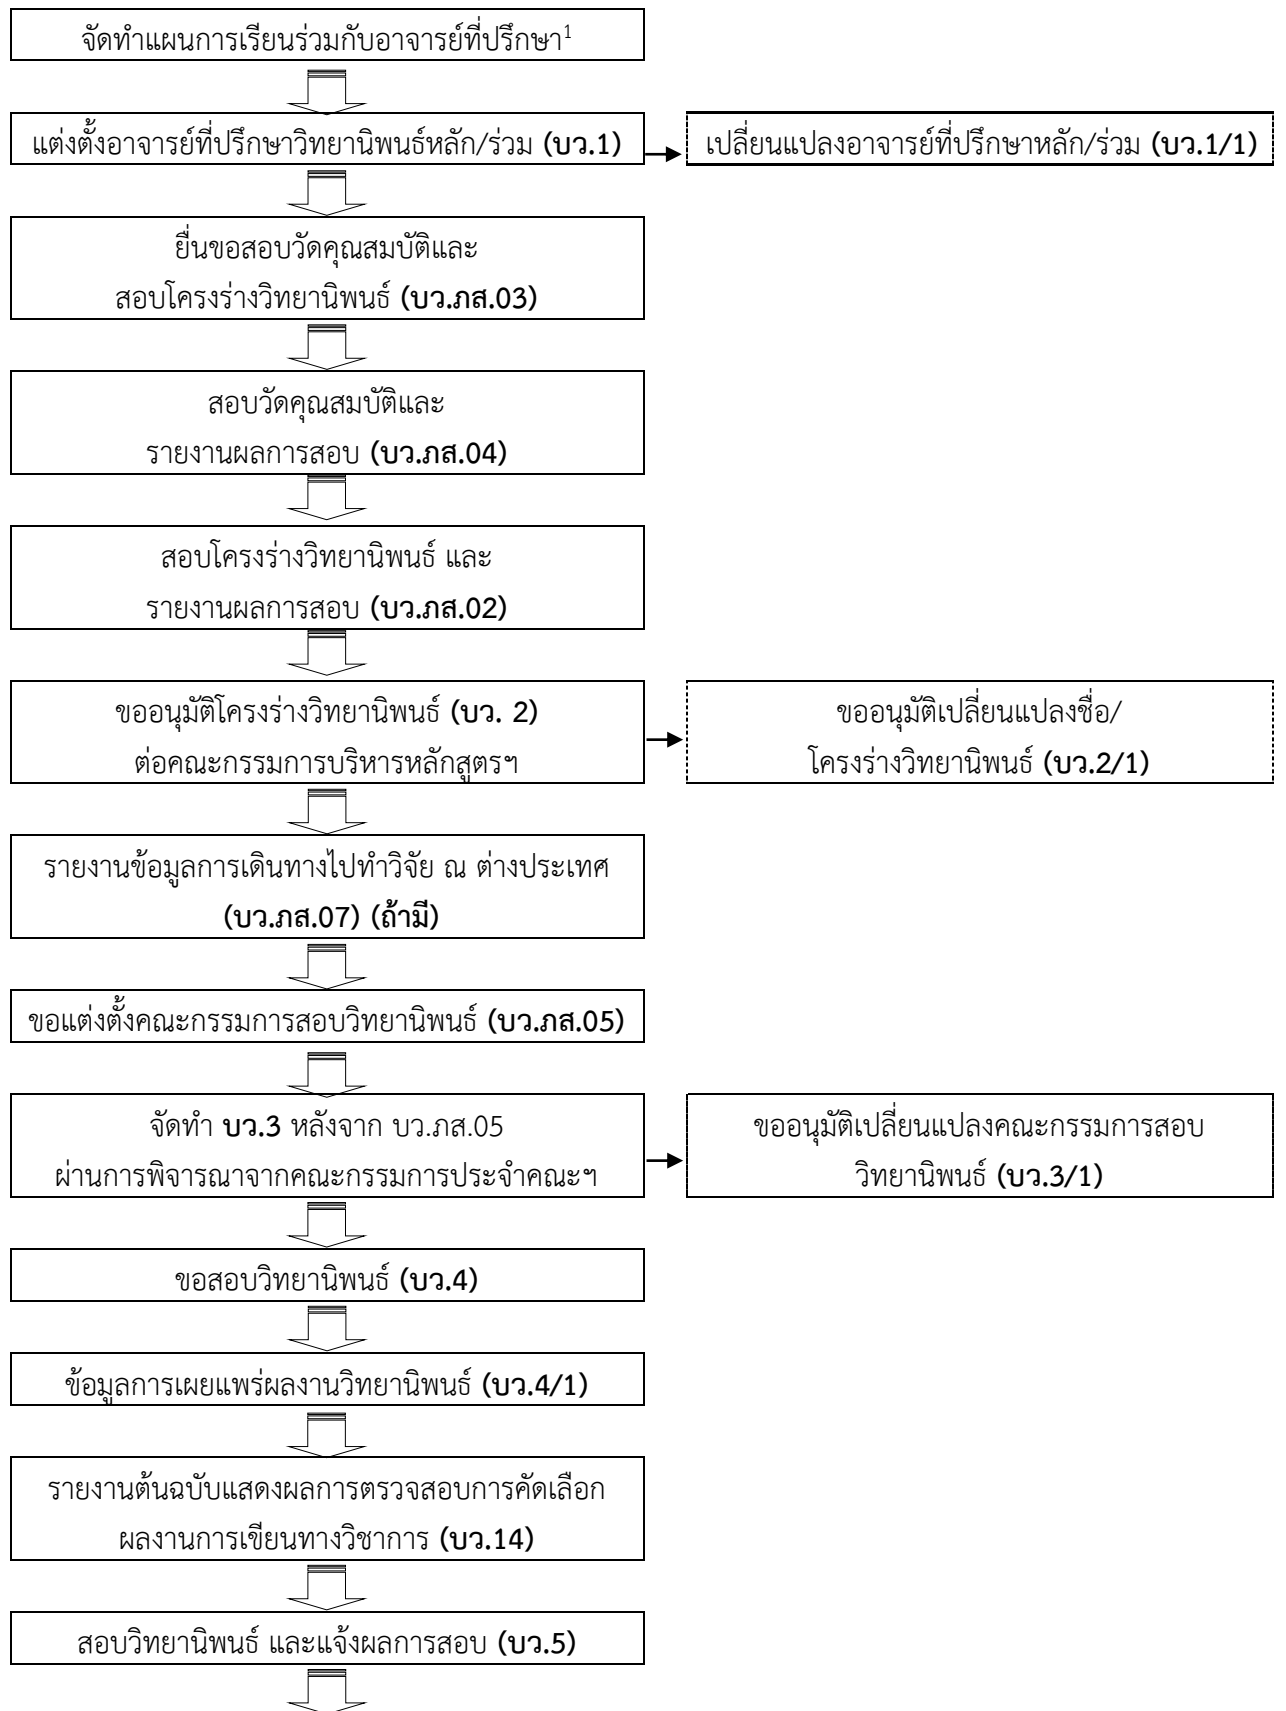 จัดทำแผนการเรียนร่วมกับอาจารย์ที่ปรึกษา¹
แต่งตั้งอาจารย์ที่ปรึกษาวิทยานิพนธ์หลัก/ร่วม (บว.1)
เปลี่ยนแปลงอาจารย์ที่ปรึกษาหลัก/ร่วม (บว.1/1)
ยื่นขอสอบวัดคุณสมบัติและ
สอบโครงร่างวิทยานิพนธ์ (บว.ภส.03)
สอบวัดคุณสมบัติและ
รายงานผลการสอบ (บว.ภส.04)
สอบโครงร่างวิทยานิพนธ์ และ
รายงานผลการสอบ (บว.ภส.02)
ขออนุมัติโครงร่างวิทยานิพนธ์ (บว. 2)
ต่อคณะกรรมการบริหารหลักสูตรฯ
ขออนุมัติเปลี่ยนแปลงชื่อ/
โครงร่างวิทยานิพนธ์ (บว.2/1)
รายงานข้อมูลการเดินทางไปทำวิจัย ณ ต่างประเทศ
(บว.ภส.07) (ถ้ามี)
ขอแต่งตั้งคณะกรรมการสอบวิทยานิพนธ์ (บว.ภส.05)
จัดทำ บว.3 หลังจาก บว.ภส.05
ผ่านการพิจารณาจากคณะกรรมการประจำคณะฯ
ขออนุมัติเปลี่ยนแปลงคณะกรรมการสอบ
วิทยานิพนธ์ (บว.3/1)
ขอสอบวิทยานิพนธ์ (บว.4)
ข้อมูลการเผยแพร่ผลงานวิทยานิพนธ์ (บว.4/1)
รายงานต้นฉบับแสดงผลการตรวจสอบการคัดเลือก
ผลงานการเขียนทางวิชาการ (บว.14)
สอบวิทยานิพนธ์ และแจ้งผลการสอบ (บว.5)